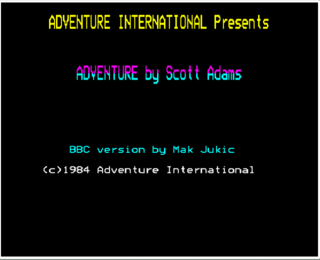 ADVENTURE INTERNATIONAL Presents
ADVENTURE by Scott Adams
BBC version by Mak Jukic
(c)1984 Adventure International